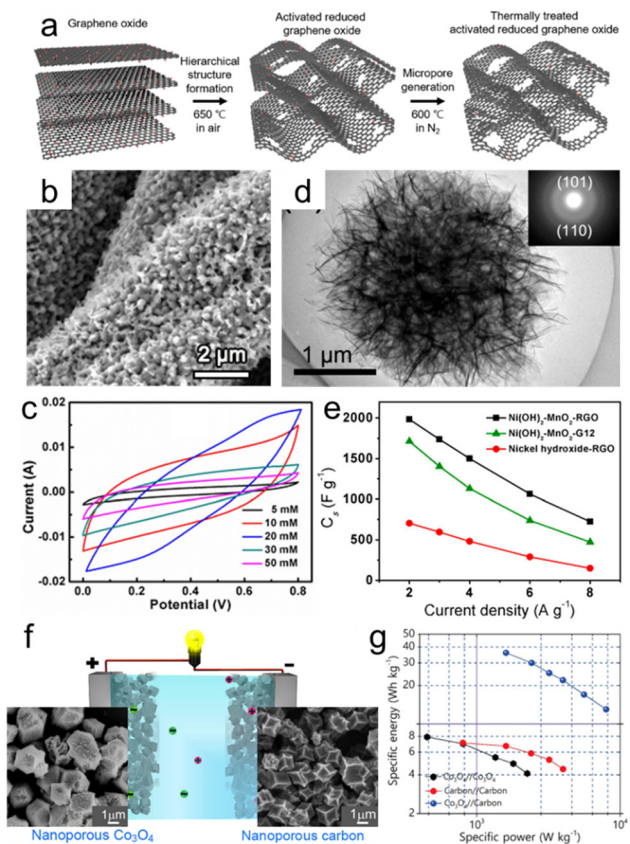 a
Graphene oxide
Hierarchical
structure
formation
650 ℃
in air
Activated reduced
graphene oxide
Micropore
generation
600 ℃
in N₂
Thermally treated
activated reduced graphene oxide
b
2 μm
d
(101)
(110)
1 μm
c
0.02
0.01
0.00
-0.01
-0.02
Current (A)
5 mM
10 mM
20 mM
30 mM
50 mM
0.0 0.2 0.4 0.6 0.8
Potential (V)
e
2000
1500
1000
500
0
Cₛ (F g⁻¹)
Ni(OH)₂-MnO₂-RGO
Ni(OH)₂-MnO₂-G12
Nickel hydroxide-RGO
2 4 6 8
Current density (A g⁻¹)
f
+
-
1μm
1μm
Nanoporous Co₃O₄
Nanoporous carbon
g
50
40
30
20
8
6
4
2
Specific energy (Wh kg⁻¹)
Co₃O₄//Co₃O₄
Carbon//Carbon
Co₃O₄//Carbon
10³
10⁴
Specific power (W kg⁻¹)